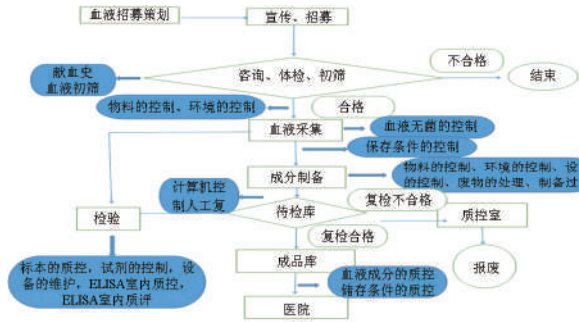 血液招募策划
宣传、招募
不合格
献血史
血液初筛
咨询、体检、初筛
结束
物料的控制、环境的控制
合格
血液采集
血液无菌的控制
保存条件的控制
成分制备
物料的控制、环境的控制、设
的控制、废物的处理、制备过
计算机控
制人工复
复检不合格
检验
待检库
质控室
复检合格
标本的质控，试剂的控制，设
备的维护，ELISA室内质控，
ELISA室内质评
成品库
报废
血液成分的质控
储存条件的质控
医院